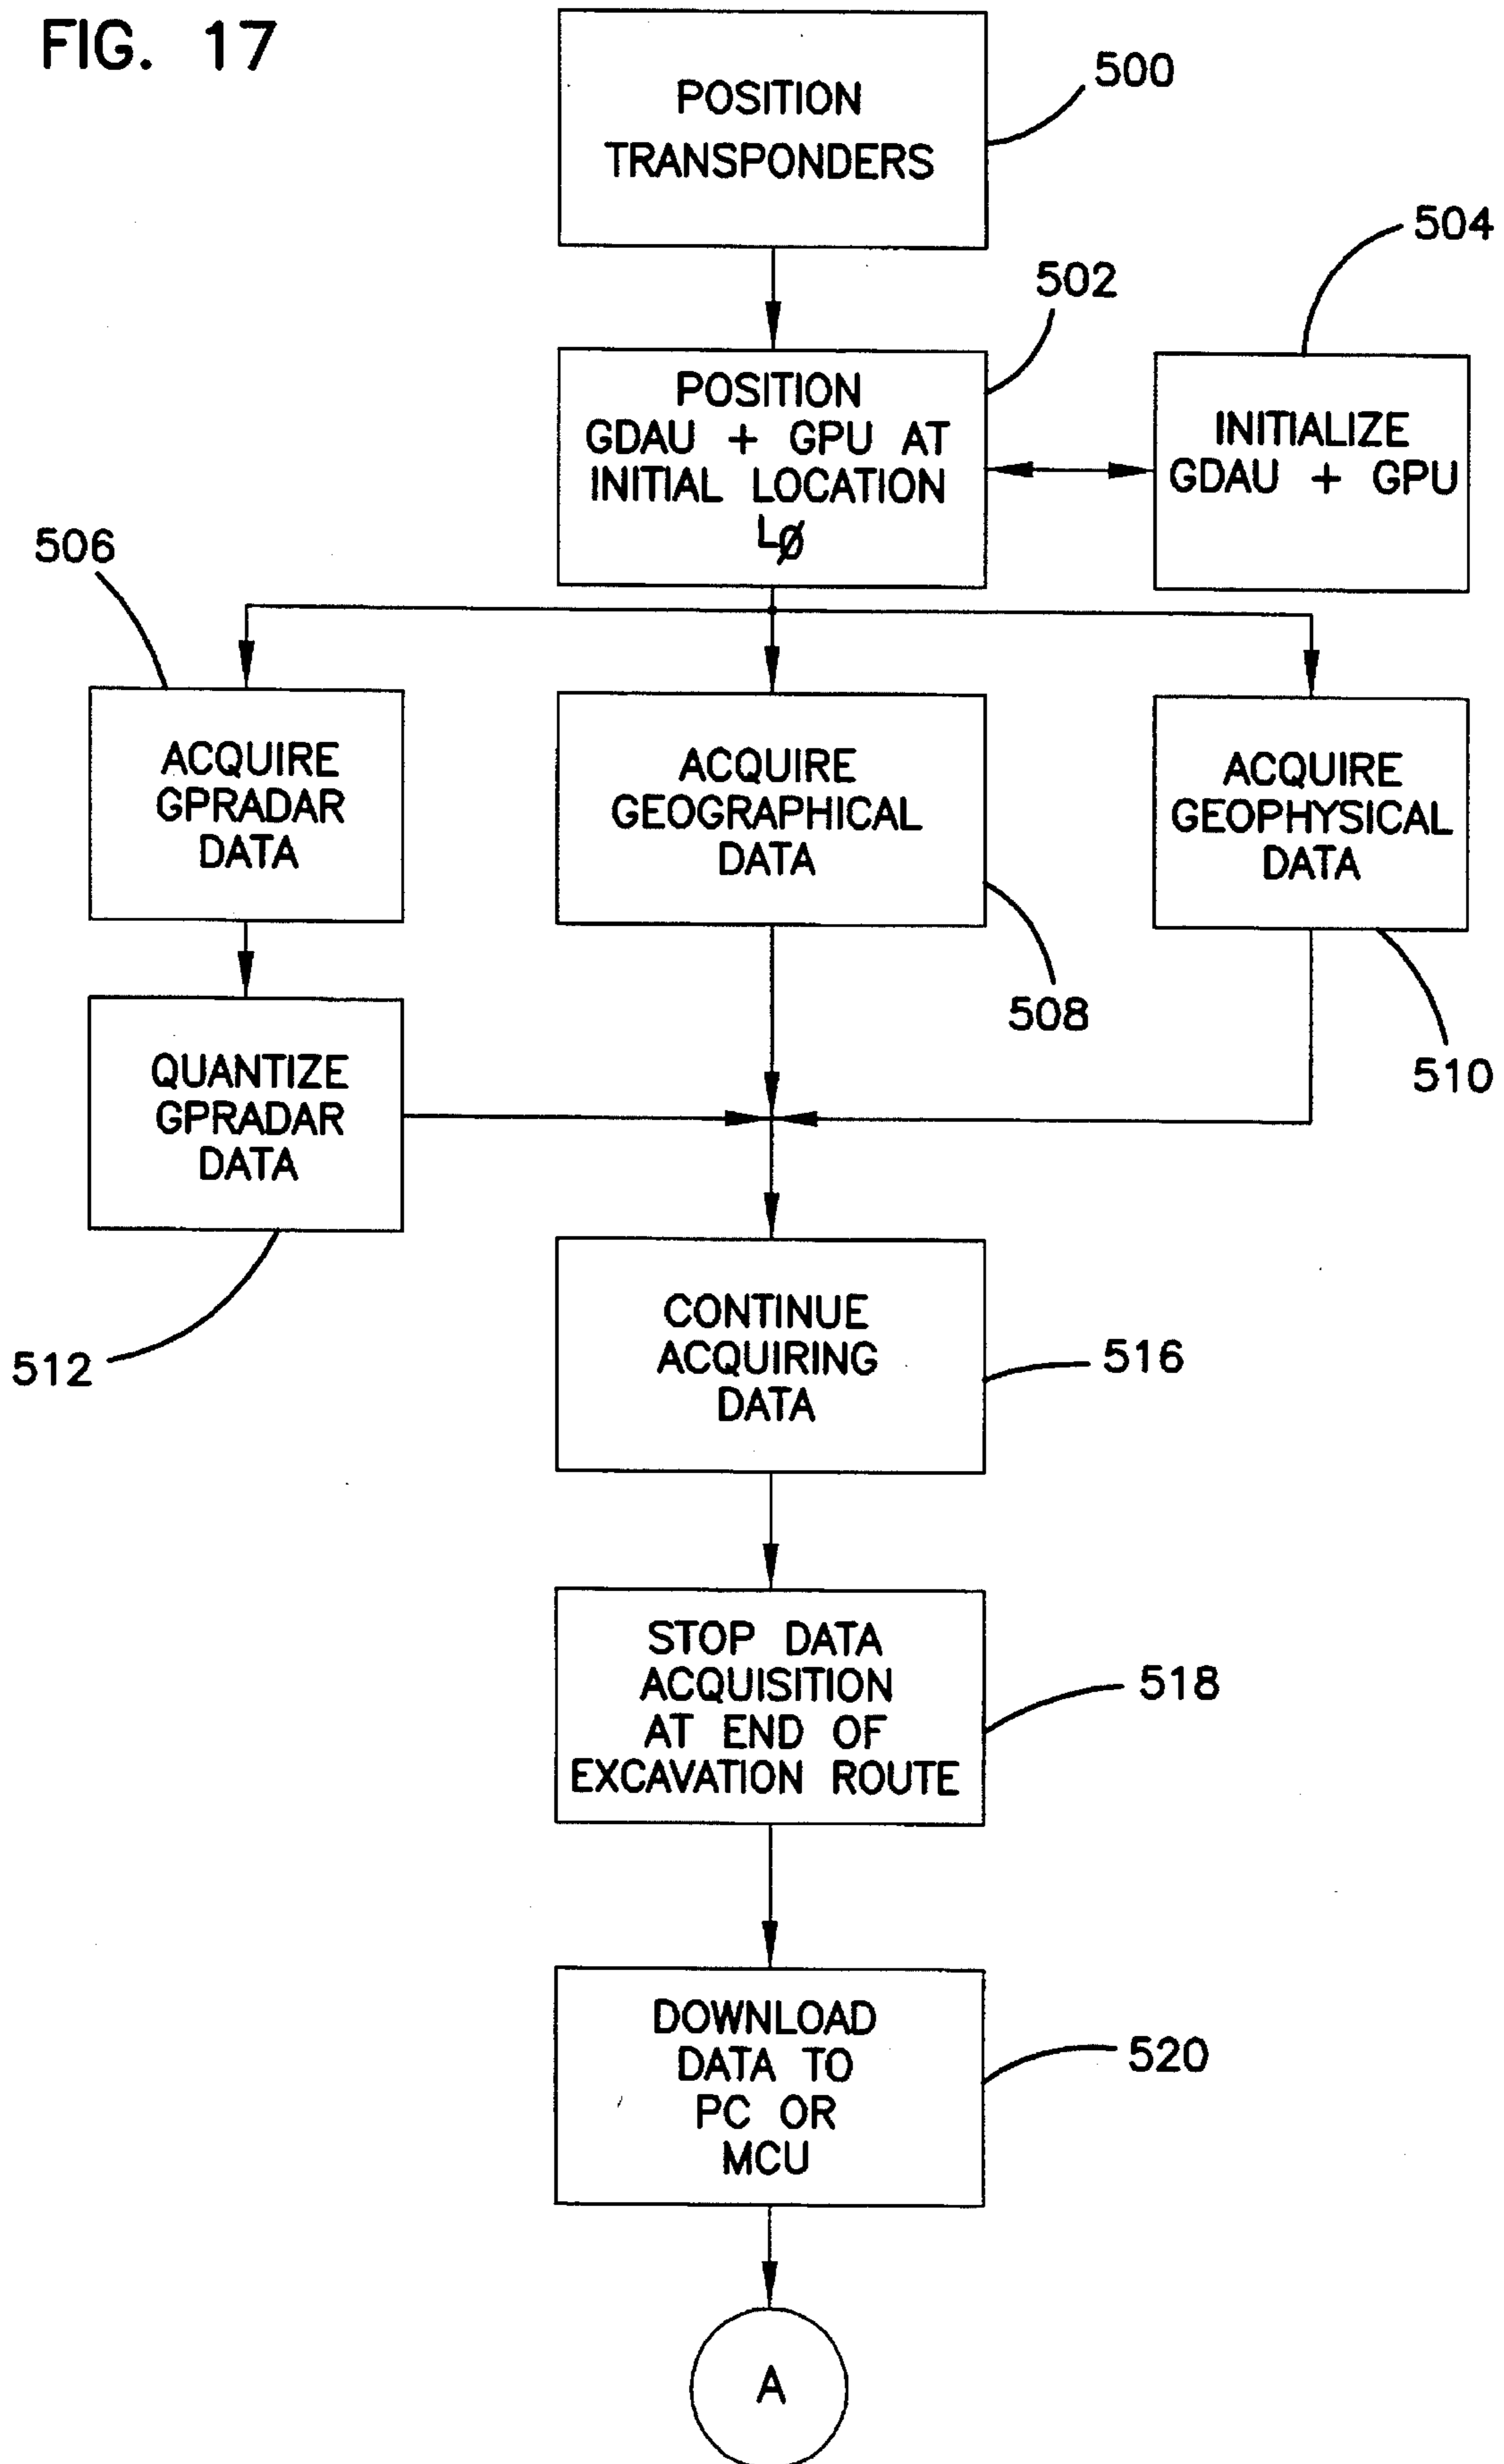 FIG. 17
POSITION
TRANSPONDERS
500
502
POSITION
GDAU + GPU AT
INITIAL LOCATION
LØ
504
INITIALIZE
GDAU + GPU
506
ACQUIRE
GPRADAR
DATA
ACQUIRE
GEOGRAPHICAL
DATA
508
ACQUIRE
GEOPHYSICAL
DATA
510
QUANTIZE
GPRADAR
DATA
512
CONTINUE
ACQUIRING
DATA
516
STOP DATA
ACQUISITION
AT END OF
EXCAVATION ROUTE
518
DOWNLOAD
DATA TO
PC OR
MCU
520
A